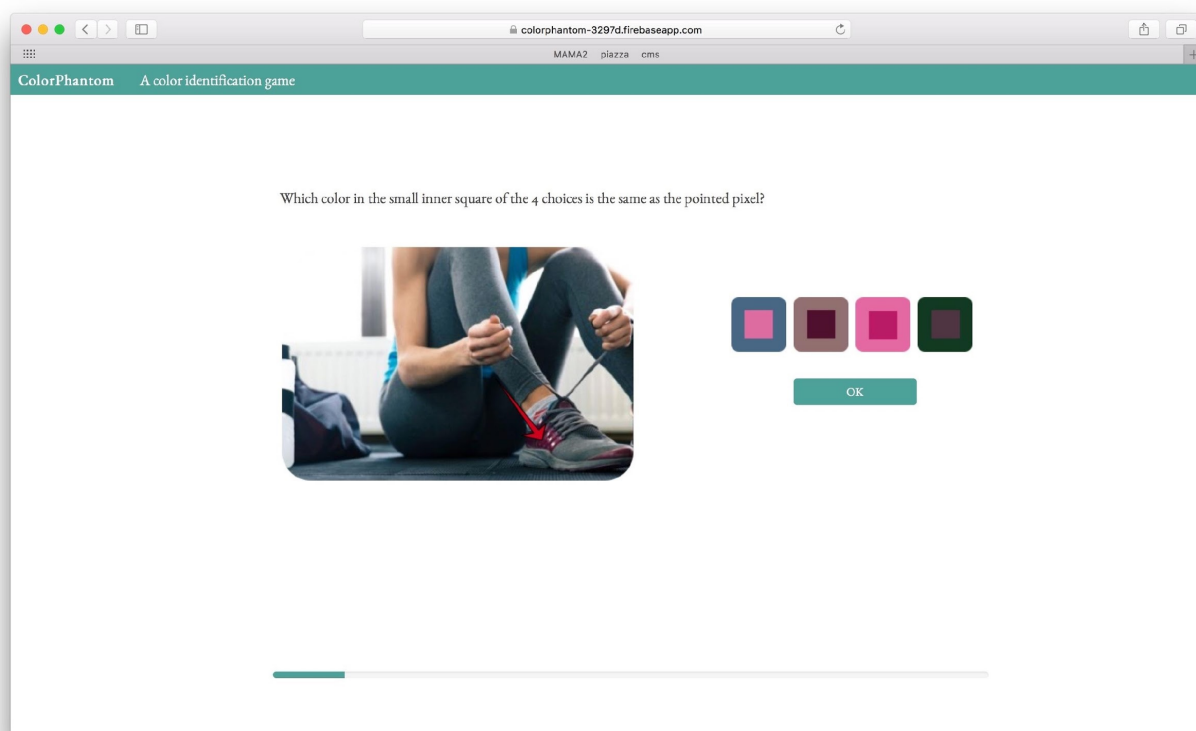 colorphantom-3297d.firebaseapp.com
MAMA2 piazza cms
ColorPhantom A color identification game
Which color in the small inner square of the 4 choices is the same as the pointed pixel?
OK